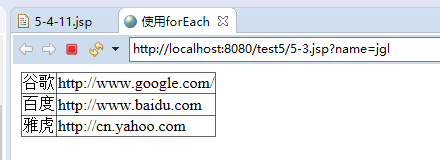 5-4-11.jsp 使用forEach
http://localhost:8080/test5/5-3.jsp?name=jgl
谷歌 http://www.google.com/
百度 http://www.baidu.com
雅虎 http://cn.yahoo.com